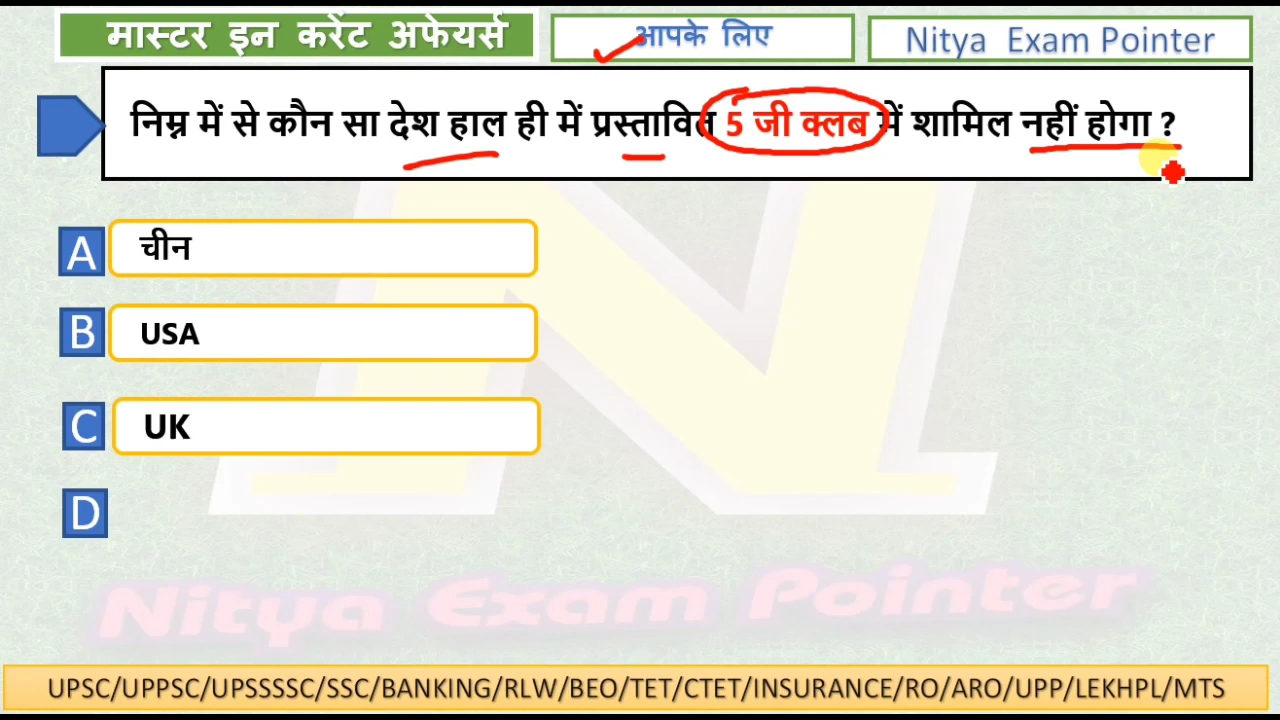 मास्टर इन करेंट अफेयर्स
आपके लिए
Nitya Exam Pointer
निम्न में से कौन सा देश हाल ही में प्रस्तावित 5 जी क्लब में शामिल नहीं होगा ?
A चीन
B USA
C UK
D
Nitya Exam Pointer
UPSC/UPPSC/UPSSSSC/SSC/BANKING/RLW/BEO/TET/CTET/INSURANCE/RO/ARO/UPP/LEKHPL/MTS